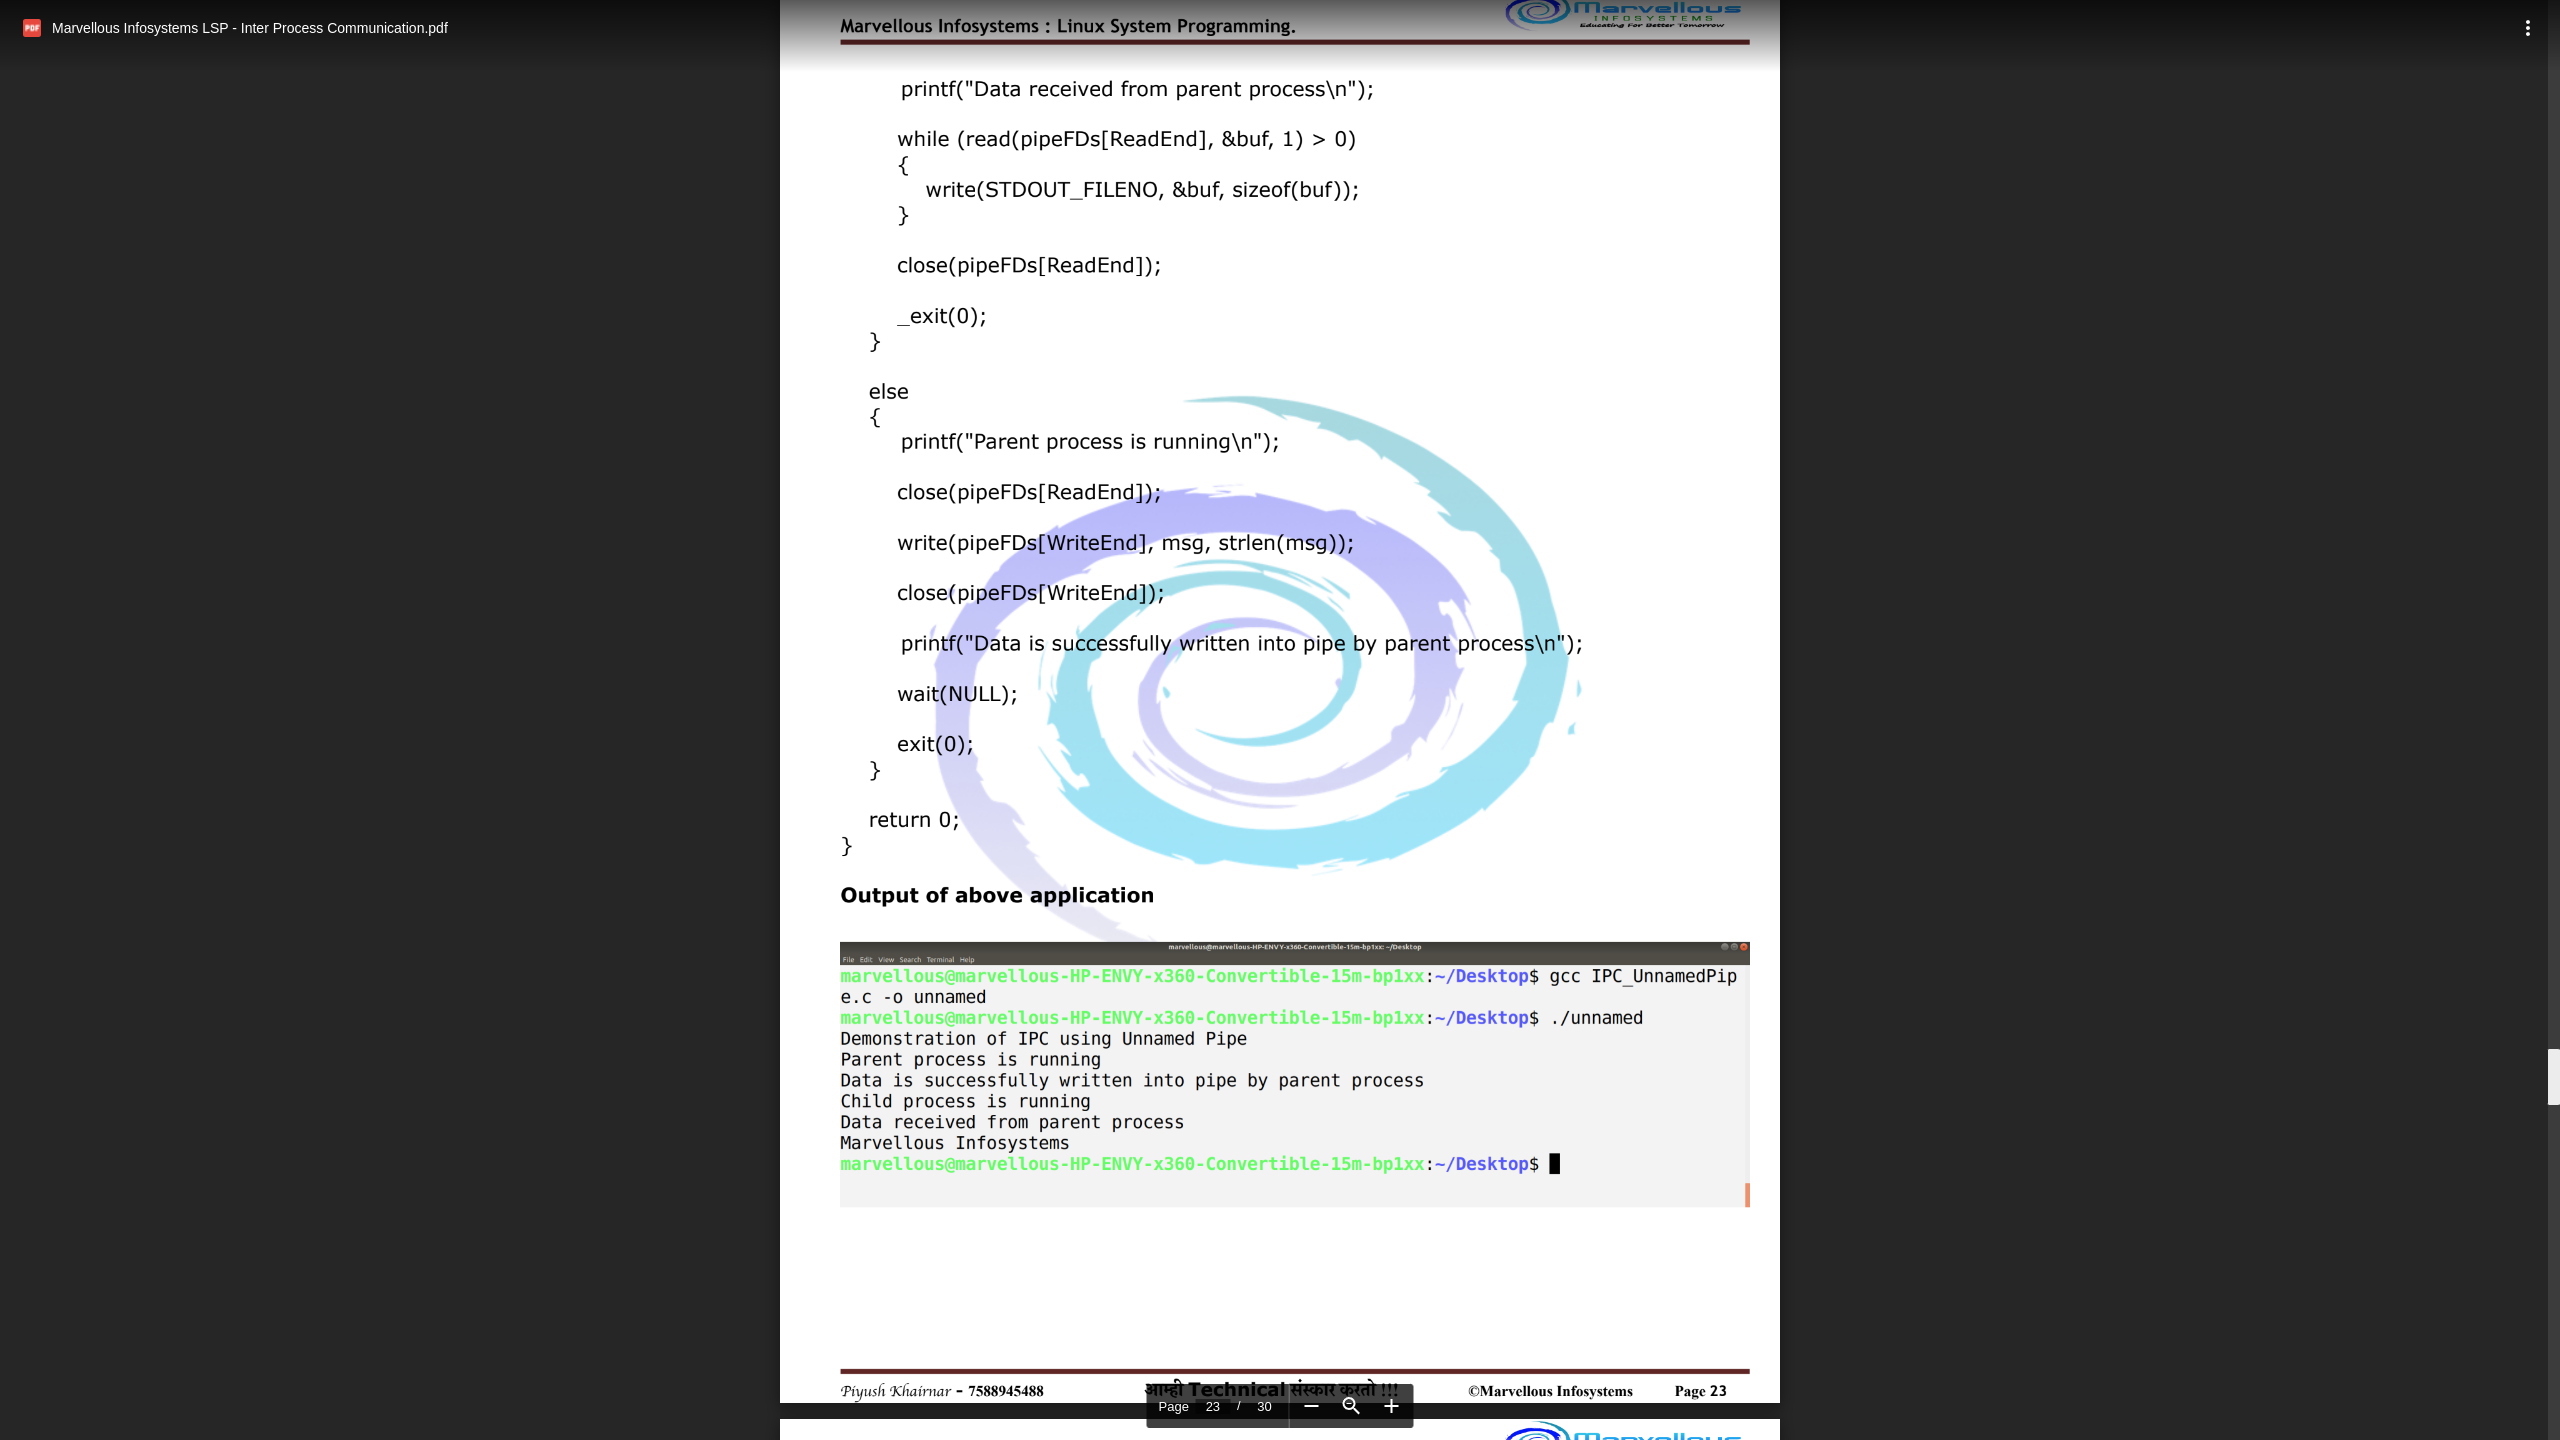 Marvellous Infosystems LSP - Inter Process Communication.pdf
Marvellous Infosystems : Linux System Programming.
Marvellous
INFOSYSTEMS
Educating For Better Tomorrow
printf("Data received from parent process\n");
while (read(pipeFDs[ReadEnd], &buf, 1) > 0)
{
write(STDOUT_FILENO, &buf, sizeof(buf));
}
close(pipeFDs[ReadEnd]);
_exit(0);
}
else
{
printf("Parent process is running\n");
close(pipeFDs[ReadEnd]);
write(pipeFDs[WriteEnd], msg, strlen(msg));
close(pipeFDs[WriteEnd]);
printf("Data is successfully written into pipe by parent process\n");
wait(NULL);
exit(0);
}
return 0;
}
Output of above application
marvellous@marvellous-HP-ENVY-x360-Convertible-15m-bp1xx: ~/Desktop
File Edit View Search Terminal Help
marvellous@marvellous-HP-ENVY-x360-Convertible-15m-bp1xx:~/Desktop$ gcc IPC_UnnamedPip
e.c -o unnamed
marvellous@marvellous-HP-ENVY-x360-Convertible-15m-bp1xx:~/Desktop$ ./unnamed
Demonstration of IPC using Unnamed Pipe
Parent process is running
Data is successfully written into pipe by parent process
Child process is running
Data received from parent process
Marvellous Infosystems
marvellous@marvellous-HP-ENVY-x360-Convertible-15m-bp1xx:~/Desktop$
Piyush Khairnar - 7588945488 आम्ही Technical संस्कार करतो !!! ©Marvellous Infosystems Page 23
Page 23 / 30
Marvellous